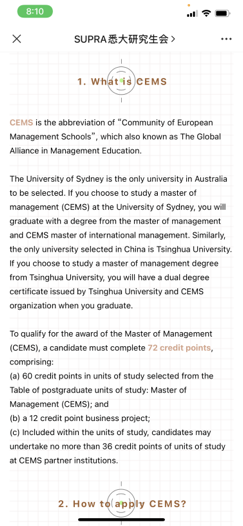 8:10
SUPRA悉大研究生会
1. What is CEMS
CEMS is the abbreviation of “Community of European
Management Schools”, which also known as The Global
Alliance in Management Education.
The University of Sydney is the only university in Australia
to be selected. If you choose to study a master of
management (CEMS) at the University of Sydney, you will
graduate with a degree from the master of management
and CEMS master of international management. Similarly,
the only university selected in China is Tsinghua University.
If you choose to study a master of management degree
from Tsinghua University, you will have a dual degree
certificate issued by Tsinghua University and CEMS
organization when you graduate.
To qualify for the award of the Master of Management
(CEMS), a candidate must complete 72 credit points,
comprising:
(a) 60 credit points in units of study selected from the
Table of postgraduate units of study: Master of
Management (CEMS); and
(b) a 12 credit point business project;
(c) Included within the units of study, candidates may
undertake no more than 36 credit points of units of study
at CEMS partner institutions.
2. How to apply CEMS?